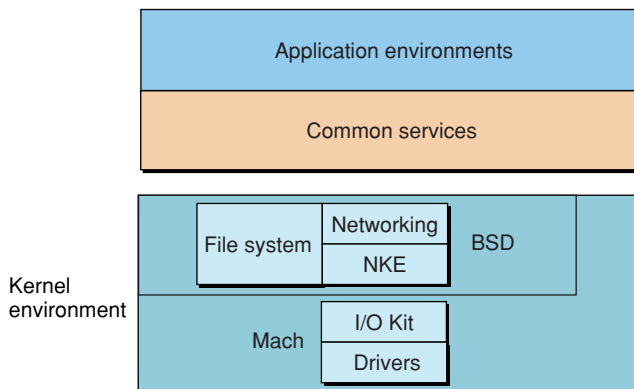 Application environments
Common services
File system
Networking
NKE
BSD
Kernel
environment
Mach
I/O Kit
Drivers